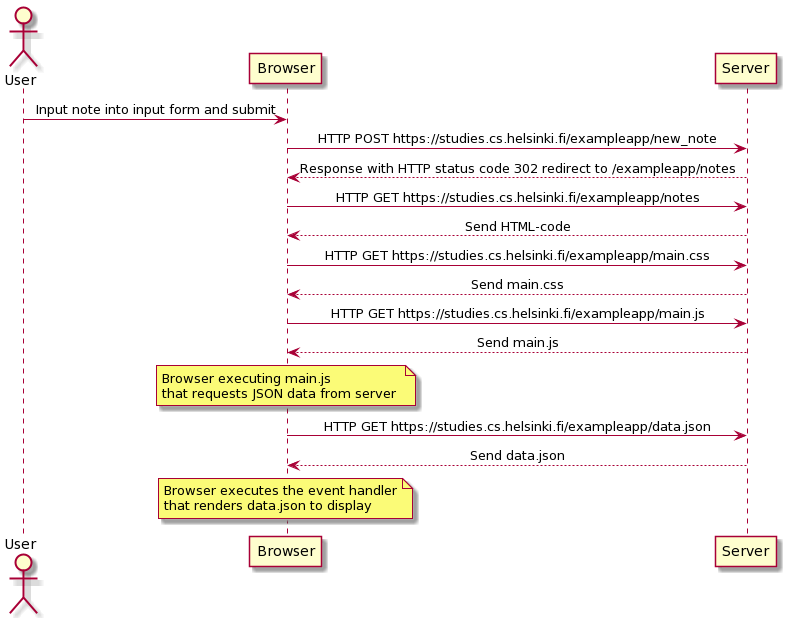 User
Browser
Server
Input note into input form and submit
HTTP POST https://studies.cs.helsinki.fi/exampleapp/new_note
Response with HTTP status code 302 redirect to /exampleapp/notes
HTTP GET https://studies.cs.helsinki.fi/exampleapp/notes
Send HTML-code
HTTP GET https://studies.cs.helsinki.fi/exampleapp/main.css
Send main.css
HTTP GET https://studies.cs.helsinki.fi/exampleapp/main.js
Send main.js
Browser executing main.js
that requests JSON data from server
HTTP GET https://studies.cs.helsinki.fi/exampleapp/data.json
Send data.json
Browser executes the event handler
that renders data.json to display
User
Browser
Server